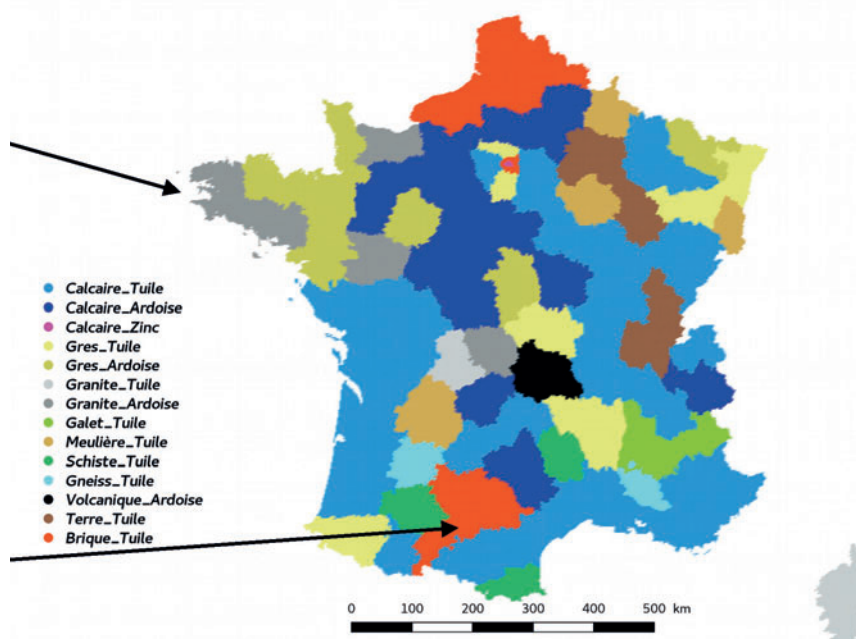 Calcaire_Tuile
Calcaire_Ardoise
Calcaire_Zinc
Gres_Tuile
Gres_Ardoise
Granite_Tuile
Granite_Ardoise
Galet_Tuile
Meulière_Tuile
Schiste_Tuile
Gneiss_Tuile
Volcanique_Ardoise
Terre_Tuile
Brique_Tuile
0 100 200 300 400 500 km